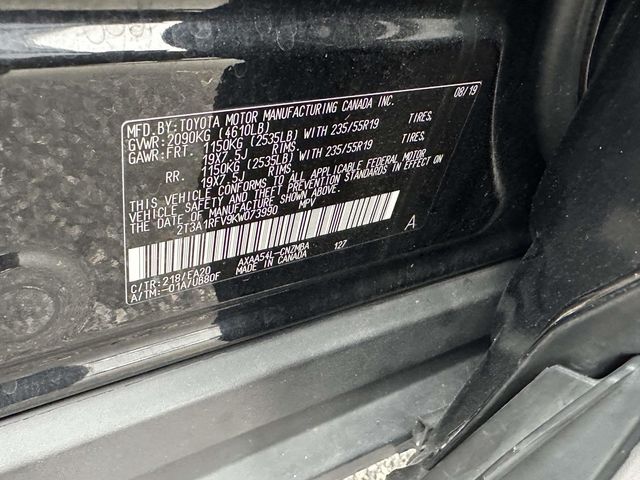 MFD.BY:TOYOTA MOTOR MANUFACTURING CANADA INC. 08/19
GVWR:2090KG (4610LB)
GAWR:FRT. 1150KG (2535LB) WITH 235/55R19 TIRES,
19X7.5J RIMS
RR. 1150KG (2535LB) WITH 235/55R19 TIRES,
19X7.5J RIMS
THIS VEHICLE CONFORMS TO ALL APPLICABLE FEDERAL MOTOR
VEHICLE SAFETY AND THEFT PREVENTION STANDARDS IN EFFECT
ON THE DATE OF MANUFACTURE SHOWN ABOVE.
2T3A1RFV9KW073990 MPV
A
C/TR:218/EA20 AXAA54L-CNZMBA 127
A/TM:-01A/U680F MADE IN CANADA